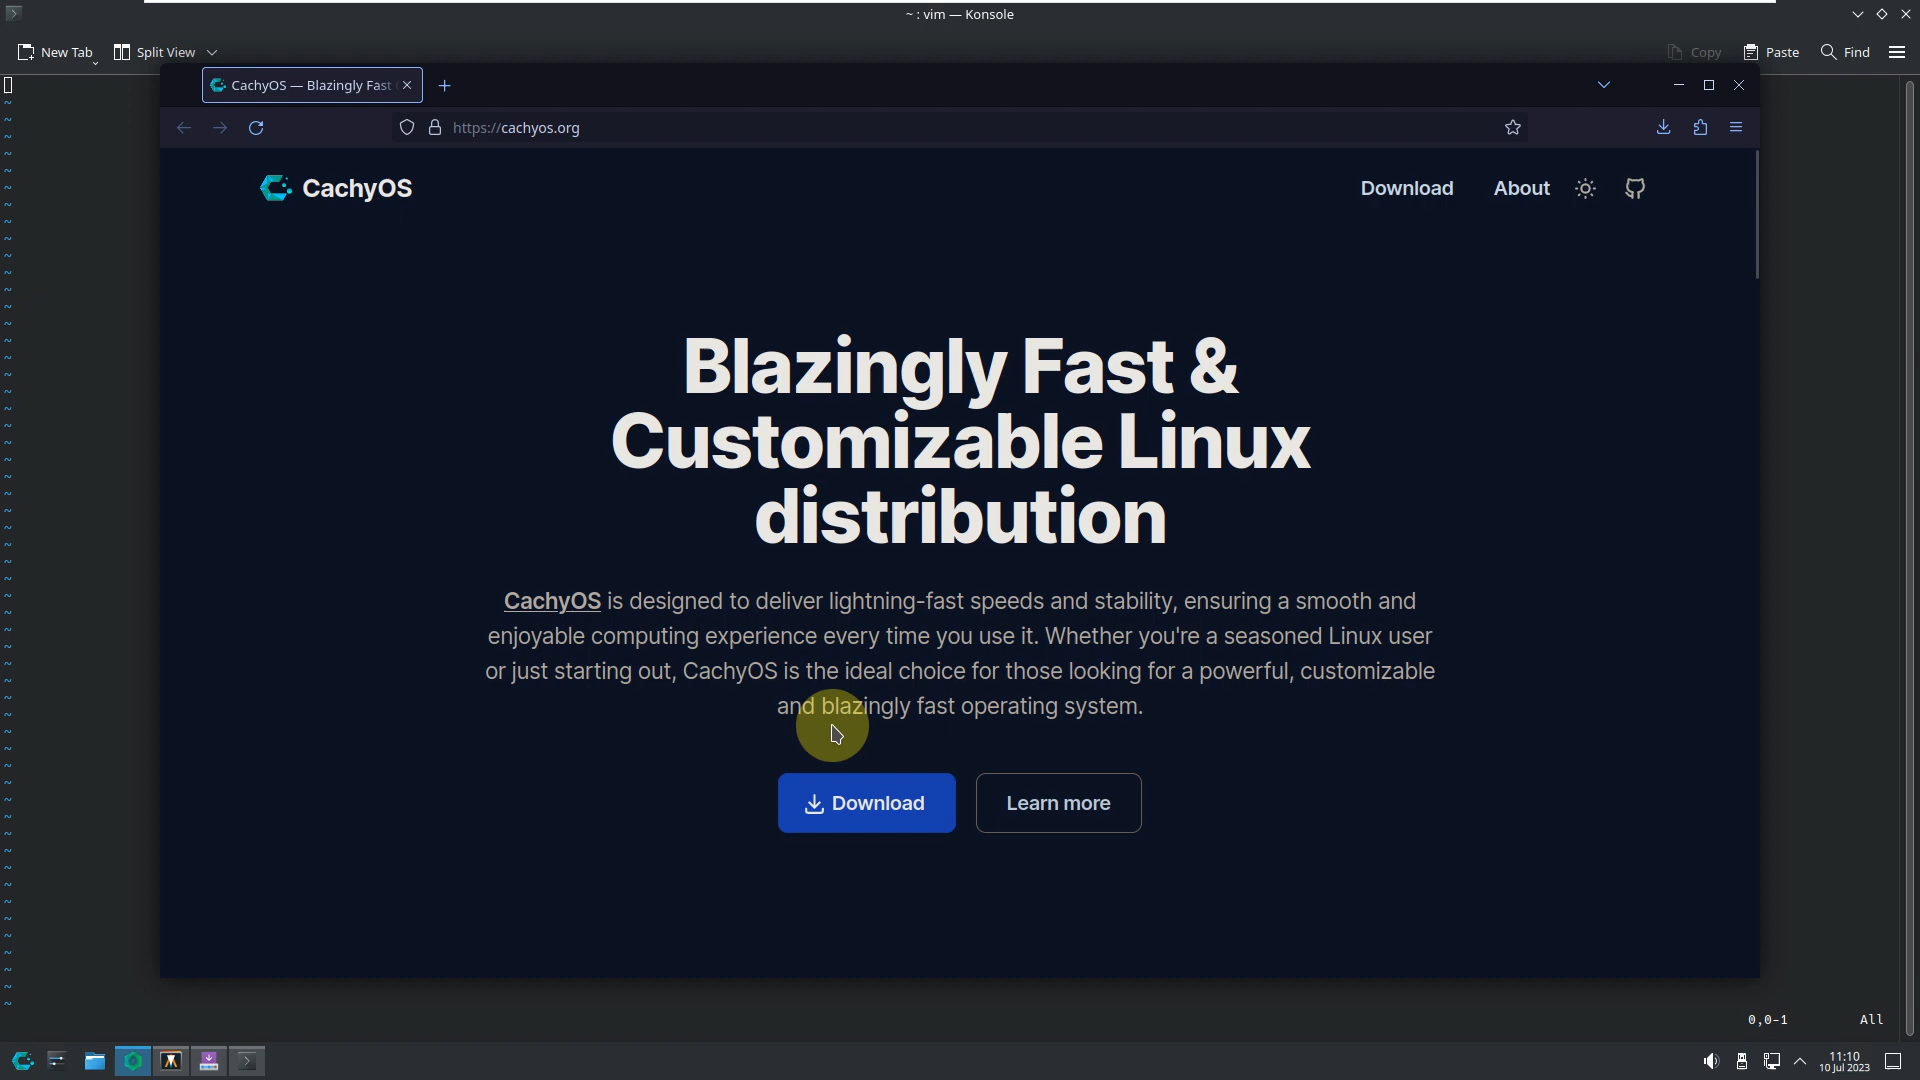 ~ : vim — Konsole
New Tab
Split View
Copy
Paste
Find
CachyOS — Blazingly Fast
https://cachyos.org
CachyOS
Download
About
Blazingly Fast &
Customizable Linux
distribution
CachyOS is designed to deliver lightning-fast speeds and stability, ensuring a smooth and
enjoyable computing experience every time you use it. Whether you're a seasoned Linux user
or just starting out, CachyOS is the ideal choice for those looking for a powerful, customizable
and blazingly fast operating system.
Download
Learn more
0,0-1
All
11:10
10 Jul 2023